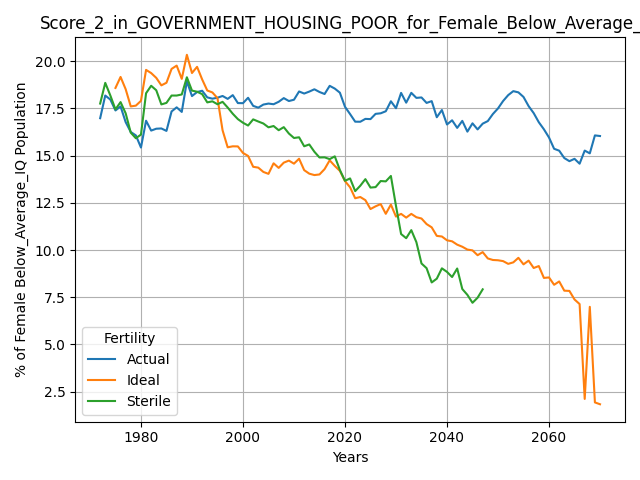 Score_2_in_GOVERNMENT_HOUSING_POOR_for_Female_Below_Average_
% of Female Below_Average_IQ Population
20.0
17.5
15.0
12.5
10.0
7.5
5.0
2.5
Fertility
Actual
Ideal
Sterile
1980
2000
2020
2040
2060
Years